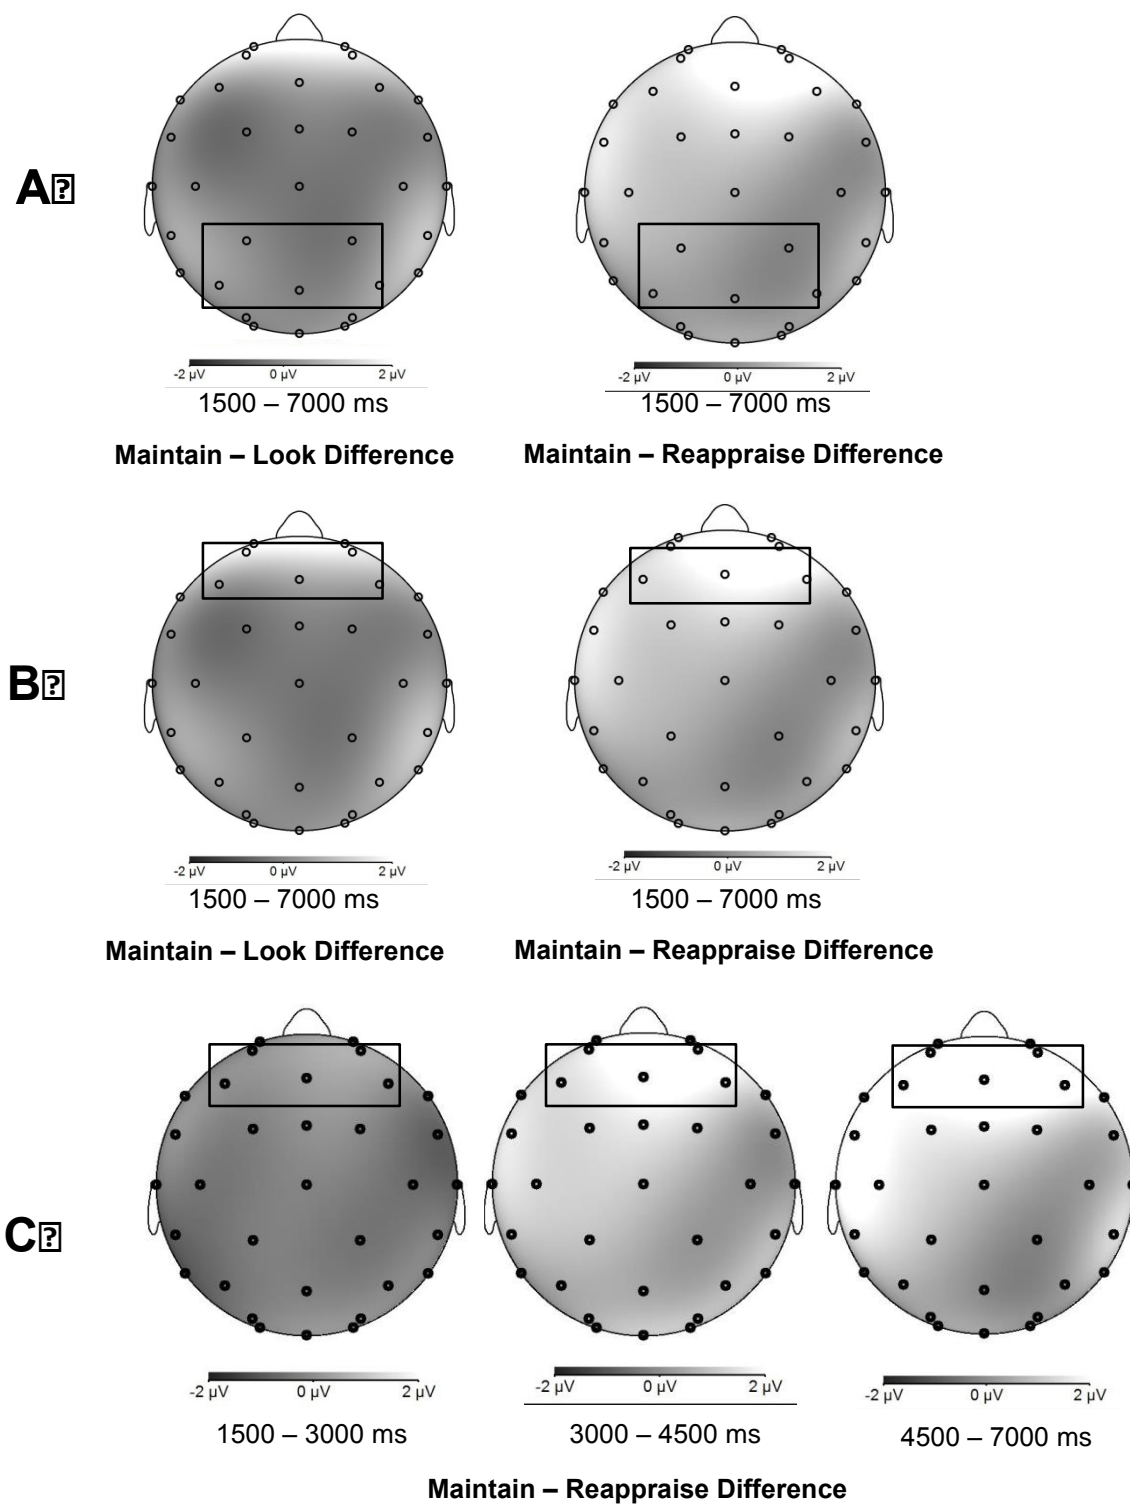 A
-2 µV 0 µV 2 µV
-2 µV 0 µV 2 µV
1500 – 7000 ms
1500 – 7000 ms
Maintain – Look Difference
Maintain – Reappraise Difference
B
-2 µV 0 µV 2 µV
-2 µV 0 µV 2 µV
1500 – 7000 ms
1500 – 7000 ms
Maintain – Look Difference
Maintain – Reappraise Difference
C
-2 µV 0 µV 2 µV
-2 µV 0 µV 2 µV
-2 µV 0 µV 2 µV
1500 – 3000 ms
3000 – 4500 ms
4500 – 7000 ms
Maintain – Reappraise Difference